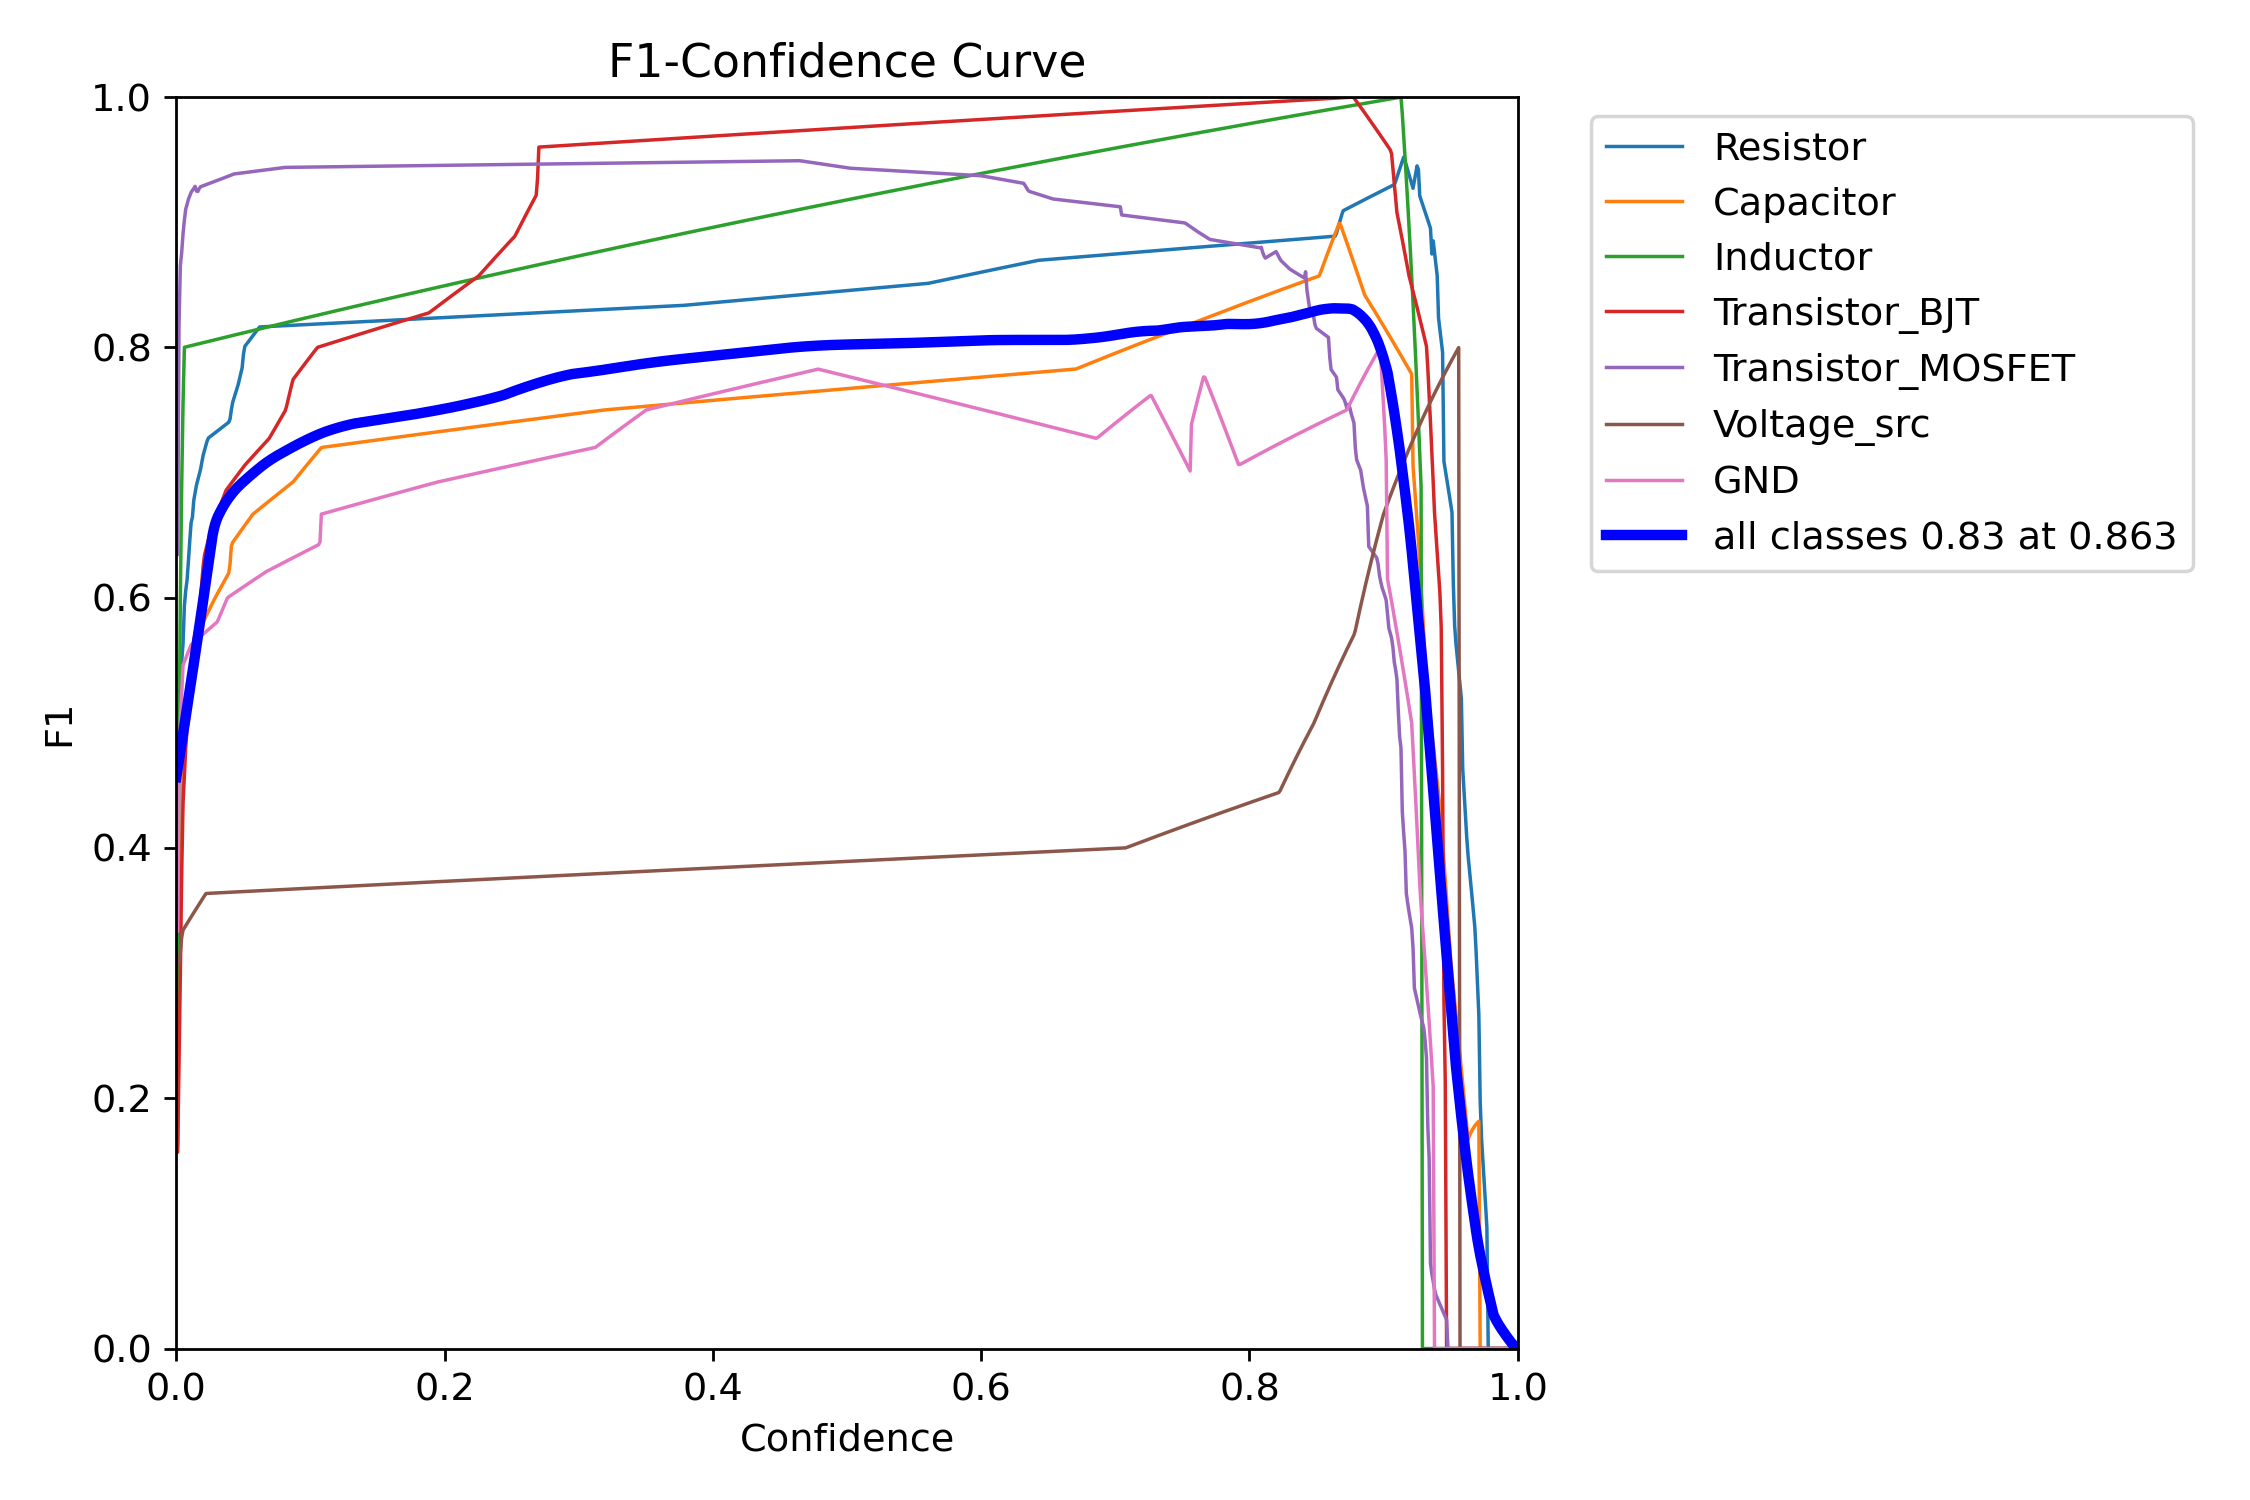 F1-Confidence Curve
1.0
0.8
0.6
0.4
0.2
0.0
F1
0.0 0.2 0.4 0.6 0.8 1.0
Confidence
Resistor
Capacitor
Inductor
Transistor_BJT
Transistor_MOSFET
Voltage_src
GND
all classes 0.83 at 0.863